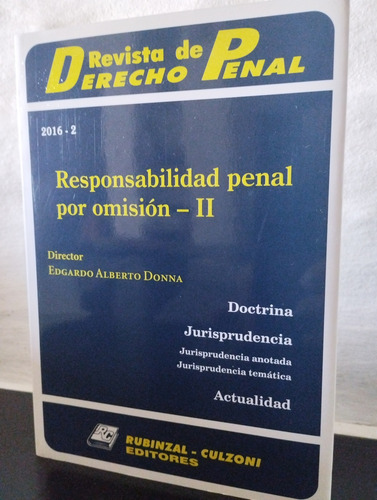 Revista de
DERECHO PENAL
2016 - 2
Responsabilidad penal
por omisión – II
Director
EDGARDO ALBERTO DONNA
Doctrina
Jurisprudencia
Jurisprudencia anotada
Jurisprudencia temática
Actualidad
RC
RUBINZAL - CULZONI
EDITORES